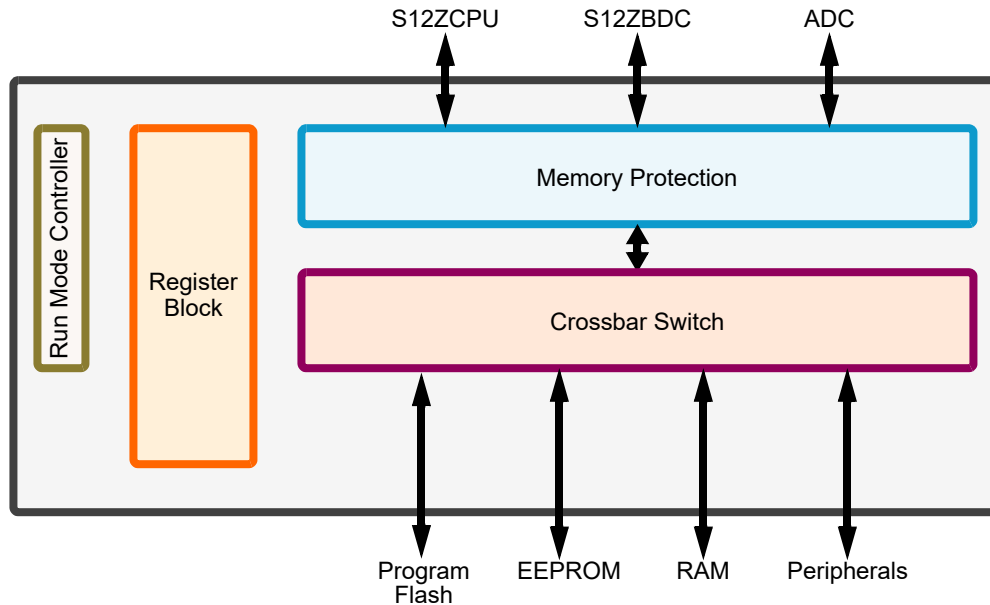 S12ZCPU
S12ZBDC
ADC
Run Mode Controller
Register
Block
Memory Protection
Crossbar Switch
Program
Flash
EEPROM
RAM
Peripherals